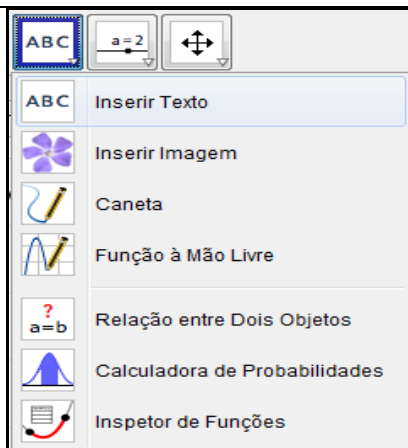 ABC a=2
ABC Inserir Texto
Inserir Imagem
Caneta
Função à Mão Livre
?
a=b Relação entre Dois Objetos
Calculadora de Probabilidades
Inspetor de Funções